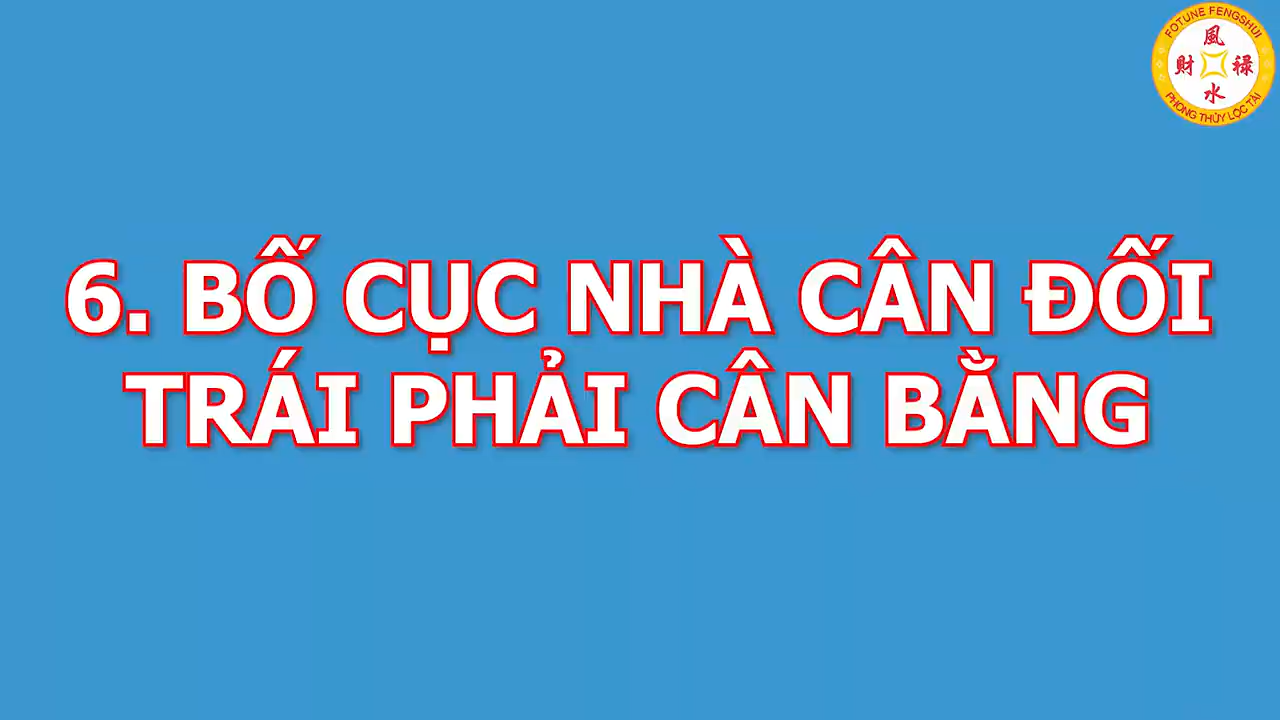 FOTUNE FENGSHUI
風
財 禄
水
PHONG THỦY LỘC TÀI
6. BỐ CỤC NHÀ CÂN ĐỐI
TRÁI PHẢI CÂN BẰNG